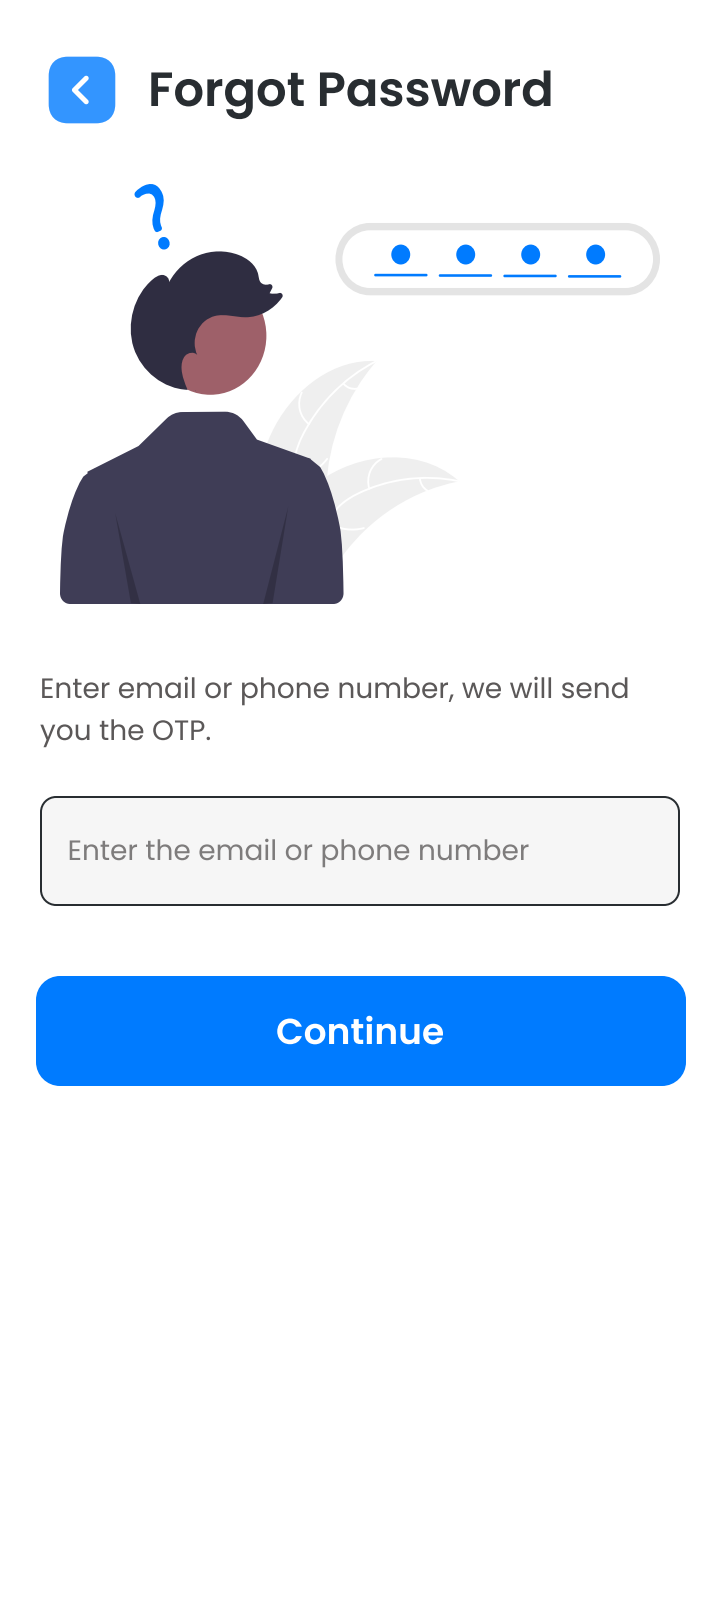 Forgot Password
?
Enter email or phone number, we will send
you the OTP.
Enter the email or phone number
Continue